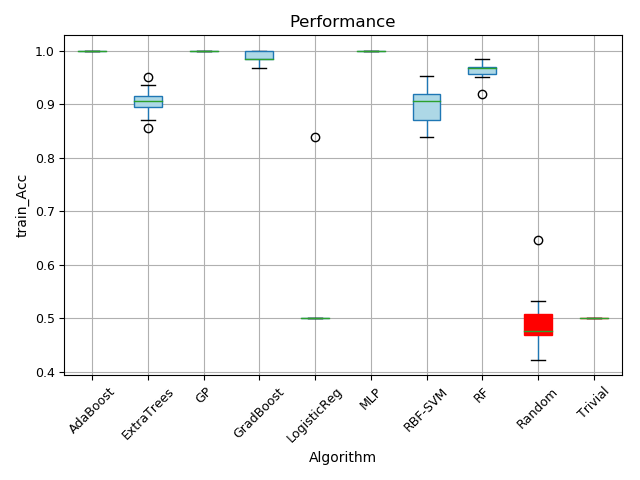 Performance
train_Acc
1.0
0.9
0.8
0.7
0.6
0.5
0.4
AdaBoost
ExtraTrees
GP
GradBoost
LogisticReg
MLP
RBF-SVM
RF
Random
Trivial
Algorithm